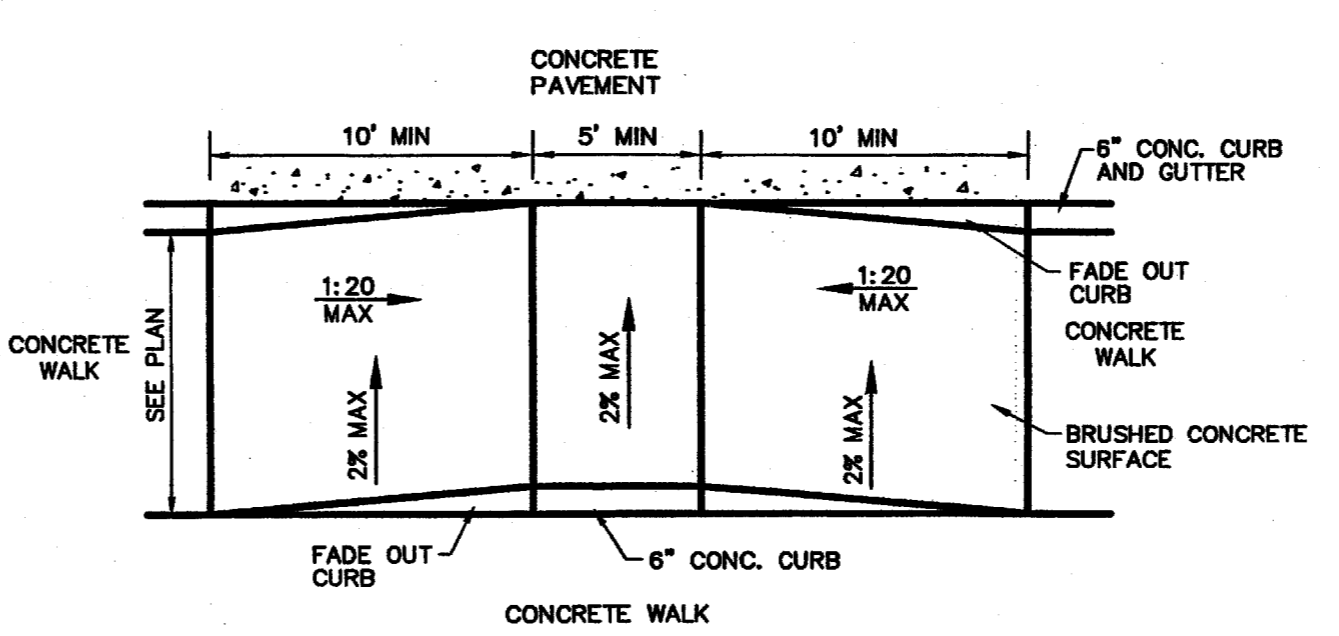 CONCRETE
PAVEMENT
10' MIN
5' MIN
10' MIN
6" CONC. CURB
AND GUTTER
FADE OUT
CURB
1:20
MAX
1:20
MAX
CONCRETE
WALK
SEE PLAN
2% MAX
2% MAX
2% MAX
CONCRETE
WALK
BRUSHED CONCRETE
SURFACE
FADE OUT
CURB
6" CONC. CURB
CONCRETE WALK